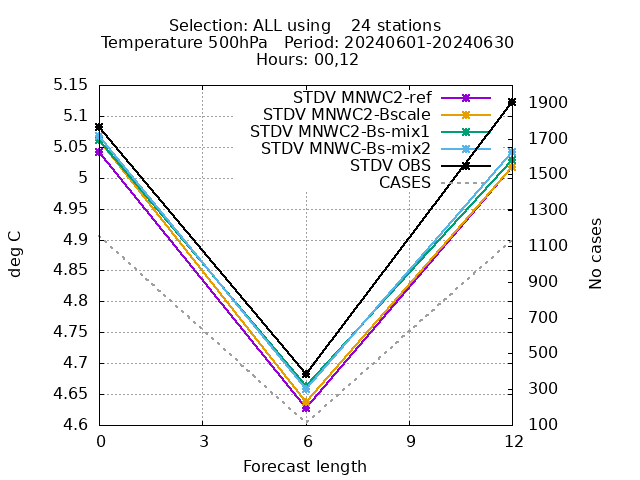 Selection: ALL using    24 stations
Temperature 500hPa   Period: 20240601-20240630
Hours: 00,12
STDV MNWC2-ref
STDV MNWC2-Bscale
STDV MNWC2-Bs-mix1
STDV MNWC-Bs-mix2
STDV OBS
CASES
deg C
5.15
5.1
5.05
5
4.95
4.9
4.85
4.8
4.75
4.7
4.65
4.6
1900
1700
1500
1300
1100
900
700
500
300
100
No cases
0 3 6 9 12
Forecast length